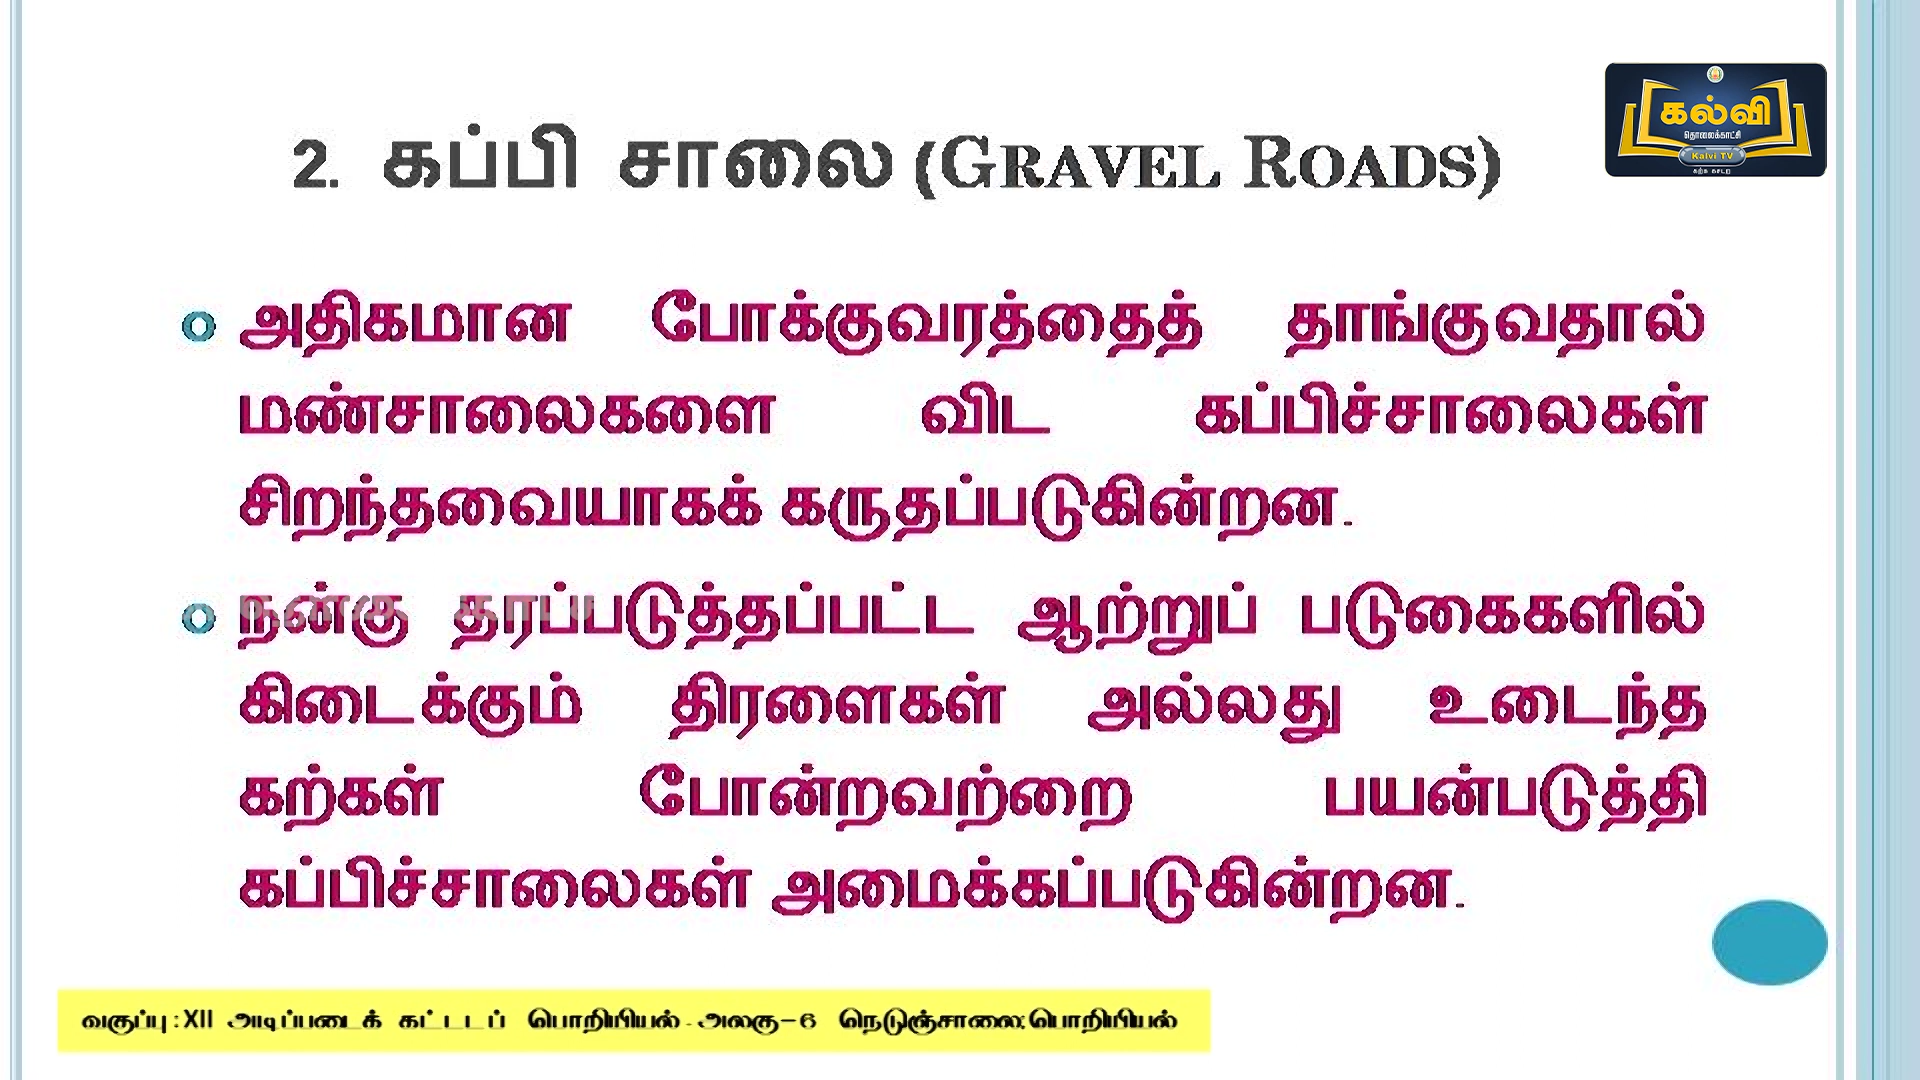 கல்வி
தொலைக்காட்சி
Kalvi TV
கற்க கசடற
2. கப்பி சாலை (GRAVEL ROADS)
அதிகமான போக்குவரத்தைத் தாங்குவதால்
மண்சாலைகளை விட கப்பிச்சாலைகள்
சிறந்தவையாகக் கருதப்படுகின்றன.
நன்கு தரப்படுத்தப்பட்ட ஆற்றுப் படுகைகளில்
கிடைக்கும் திரளைகள் அல்லது உடைந்த
கற்கள் போன்றவற்றை பயன்படுத்தி
கப்பிச்சாலைகள் அமைக்கப்படுகின்றன.
வகுப்பு : XII அடிப்படைக் கட்டடப் பொறியியல் - அலகு - 6 நெடுஞ்சாலை பொறியியல்